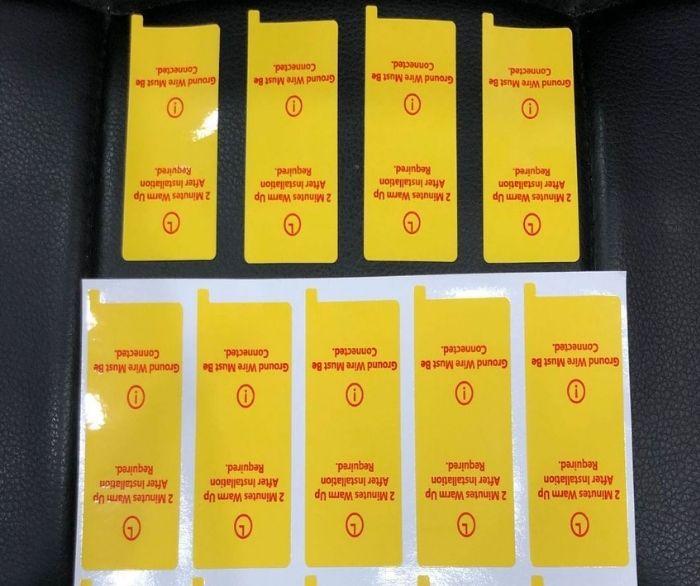 2 Minutes Warm Up
After Installation
Required.
i
Ground Wire Must Be
Connected.
2 Minutes Warm Up
After Installation
Required.
i
Ground Wire Must Be
Connected.
2 Minutes Warm Up
After Installation
Required.
i
Ground Wire Must Be
Connected.
2 Minutes Warm Up
After Installation
Required.
i
Ground Wire Must Be
Connected.
2 Minutes Warm Up
After Installation
Required.
i
Ground Wire Must Be
Connected.
2 Minutes Warm Up
After Installation
Required.
i
Ground Wire Must Be
Connected.
2 Minutes Warm Up
After Installation
Required.
i
Ground Wire Must Be
Connected.
2 Minutes Warm Up
After Installation
Required.
i
Ground Wire Must Be
Connected.
2 Minutes Warm Up
After Installation
Required.
i
Ground Wire Must Be
Connected.